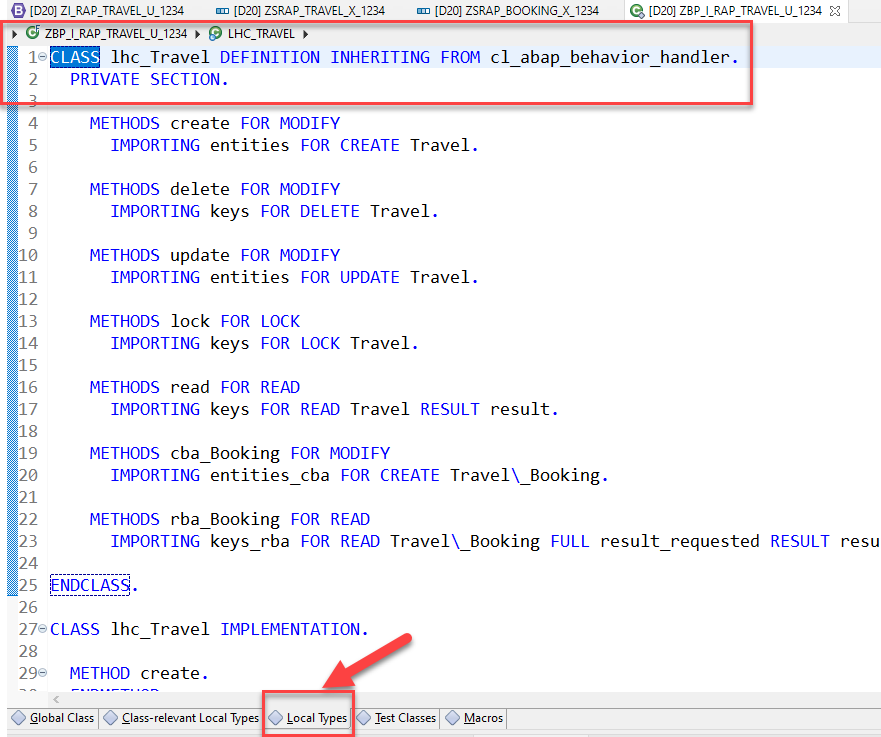 [D20] ZI_RAP_TRAVEL_U_1234 [D20] ZSRAP_TRAVEL_X_1234 [D20] ZSRAP_BOOKING_X_1234 [D20] ZBP_I_RAP_TRAVEL_U_1234
ZBP_I_RAP_TRAVEL_U_1234 LHC_TRAVEL
1 CLASS lhc_Travel DEFINITION INHERITING FROM cl_abap_behavior_handler.
2 PRIVATE SECTION.
3
4 METHODS create FOR MODIFY
5 IMPORTING entities FOR CREATE Travel.
6
7 METHODS delete FOR MODIFY
8 IMPORTING keys FOR DELETE Travel.
9
10 METHODS update FOR MODIFY
11 IMPORTING entities FOR UPDATE Travel.
12
13 METHODS lock FOR LOCK
14 IMPORTING keys FOR LOCK Travel.
15
16 METHODS read FOR READ
17 IMPORTING keys FOR READ Travel RESULT result.
18
19 METHODS cba_Booking FOR MODIFY
20 IMPORTING entities_cba FOR CREATE Travel\_Booking.
21
22 METHODS rba_Booking FOR READ
23 IMPORTING keys_rba FOR READ Travel\_Booking FULL result_requested RESULT resu
24
25 ENDCLASS.
26
27 CLASS lhc_Travel IMPLEMENTATION.
28
29 METHOD create.
30 ENDMETHOD
Global Class Class-relevant Local Types Local Types Test Classes Macros